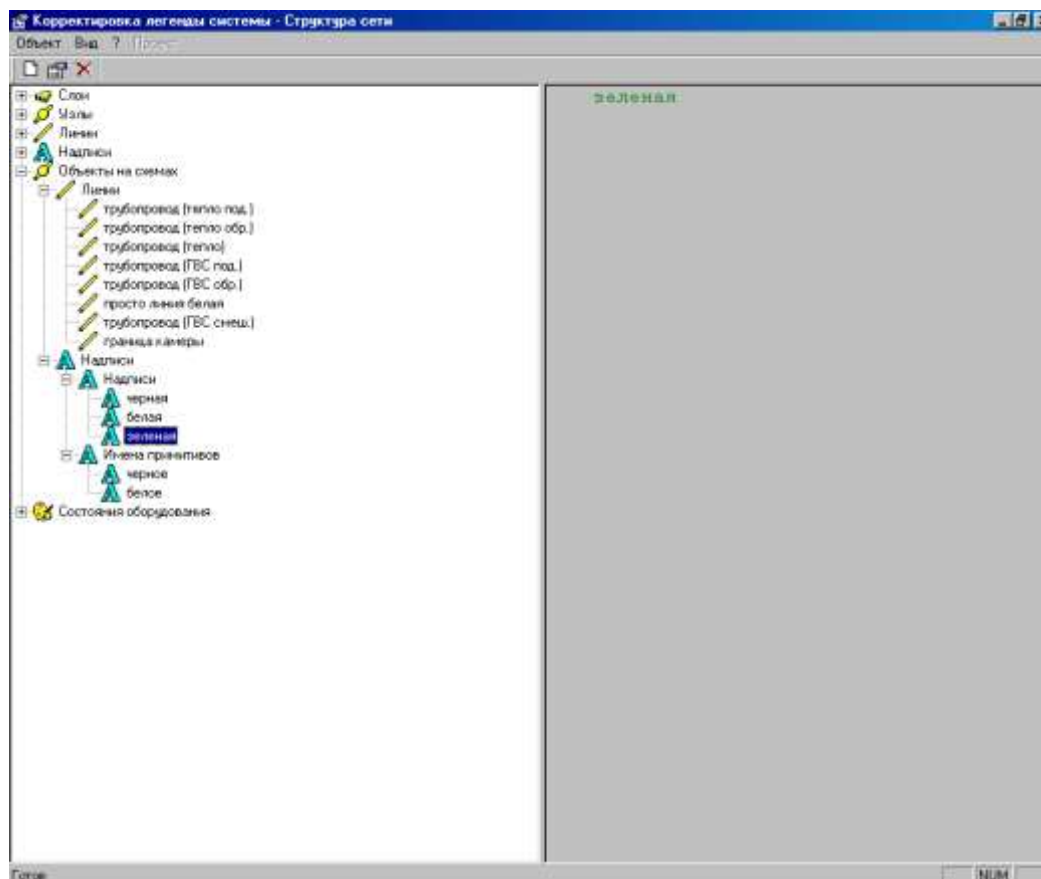 Корректировка легенды системы - Структура сети
Объект Вид ? Проект
Слои
Узлы
Линии
Надписи
Объекты на схемах
Линии
трубопровод (тепло под.)
трубопровод (тепло обр.)
трубопровод (тепло)
трубопровод (ГВС под.)
трубопровод (ГВС обр.)
просто линия белая
трубопровод (ГВС смеш.)
граница камеры
Надписи
Надписи
черная
белая
зеленая
Имена примитивов
черное
белое
Состояния оборудования
зеленая
Готов
NUM